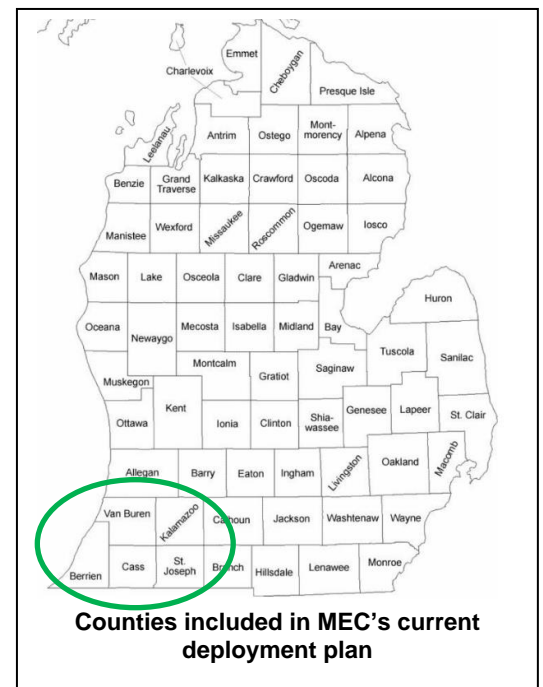 Emmet
Cheboygan
Charlevoix
Presque Isle
Leelanau
Antrim
Ostego
Mont-
morency
Alpena
Benzie
Grand
Traverse
Kalkaska
Crawford
Oscoda
Alcona
Manistee
Wexford
Missaukee
Roscommon
Ogemaw
Iosco
Arenac
Mason
Lake
Osceola
Clare
Gladwin
Huron
Oceana
Newaygo
Mecosta
Isabella
Midland
Bay
Tuscola
Sanilac
Montcalm
Gratiot
Saginaw
Muskegon
Kent
Ottawa
Ionia
Clinton
Shia-
wassee
Genesee
Lapeer
St. Clair
Allegan
Barry
Eaton
Ingham
Livingston
Oakland
Macomb
Van Buren
Kalamazoo
Calhoun
Jackson
Washtenaw
Wayne
Berrien
Cass
St.
Joseph
Branch
Hillsdale
Lenawee
Monroe
Counties included in MEC's current
deployment plan